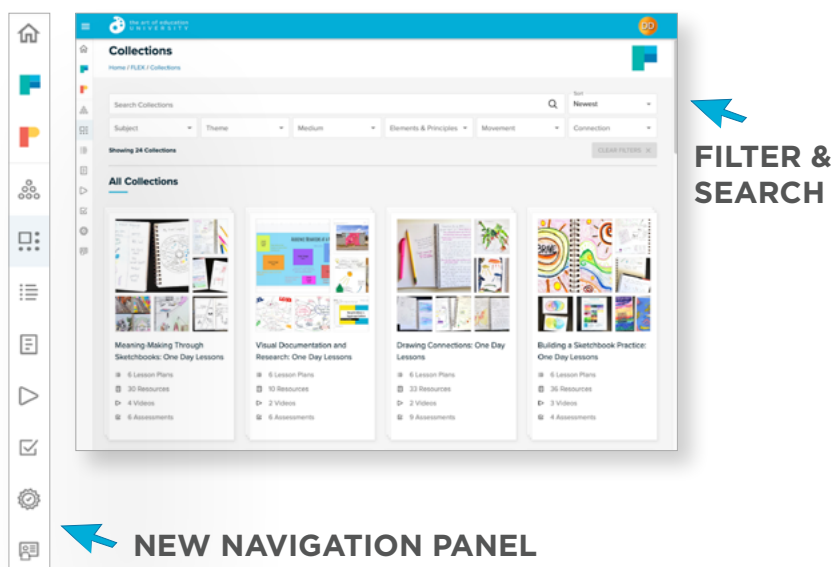 the art of education
UNIVERSITY
Collections
Home / FLEX / Collections
Search Collections
Sort
Newest
Subject
Theme
Medium
Elements & Principles
Movement
Connection
Showing 24 Collections
CLEAR FILTERS X
All Collections
Meaning-Making Through
Sketchbooks: One Day Lessons
6 Lesson Plans
30 Resources
4 Videos
6 Assessments
Visual Documentation and
Research: One Day Lessons
6 Lesson Plans
10 Resources
2 Videos
6 Assessments
Drawing Connections: One Day
Lessons
6 Lesson Plans
33 Resources
2 Videos
9 Assessments
Building a Sketchbook Practice:
One Day Lessons
6 Lesson Plans
36 Resources
3 Videos
4 Assessments
FILTER &
SEARCH
NEW NAVIGATION PANEL